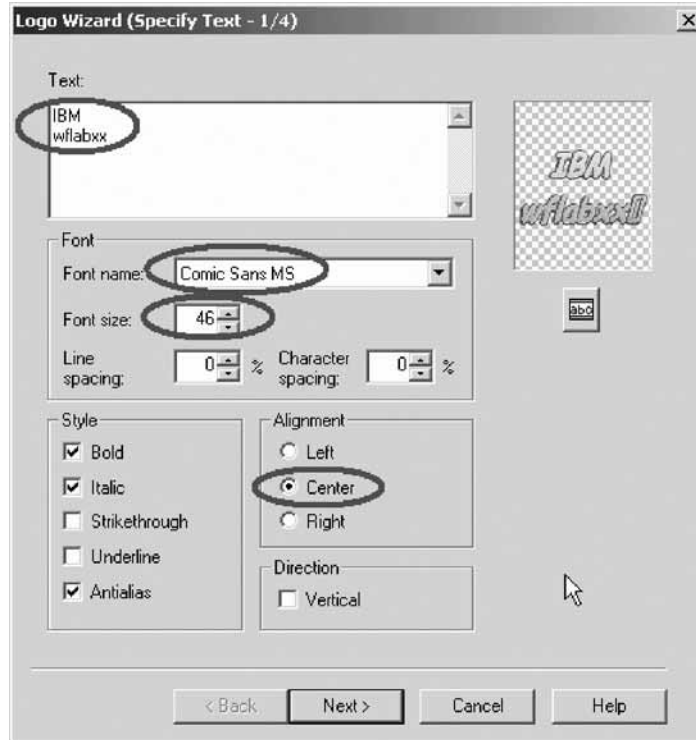 Logo Wizard (Specify Text - 1/4)
Text:
IBM
wflabxx
IBM
wflabxx▯
abc
Font
Font name: Comic Sans MS
Font size: 46
Line spacing: 0 % Character spacing: 0 %
Style
Bold
Italic
Strikethrough
Underline
Antialias
Alignment
Left
Center
Right
Direction
Vertical
< Back Next > Cancel Help